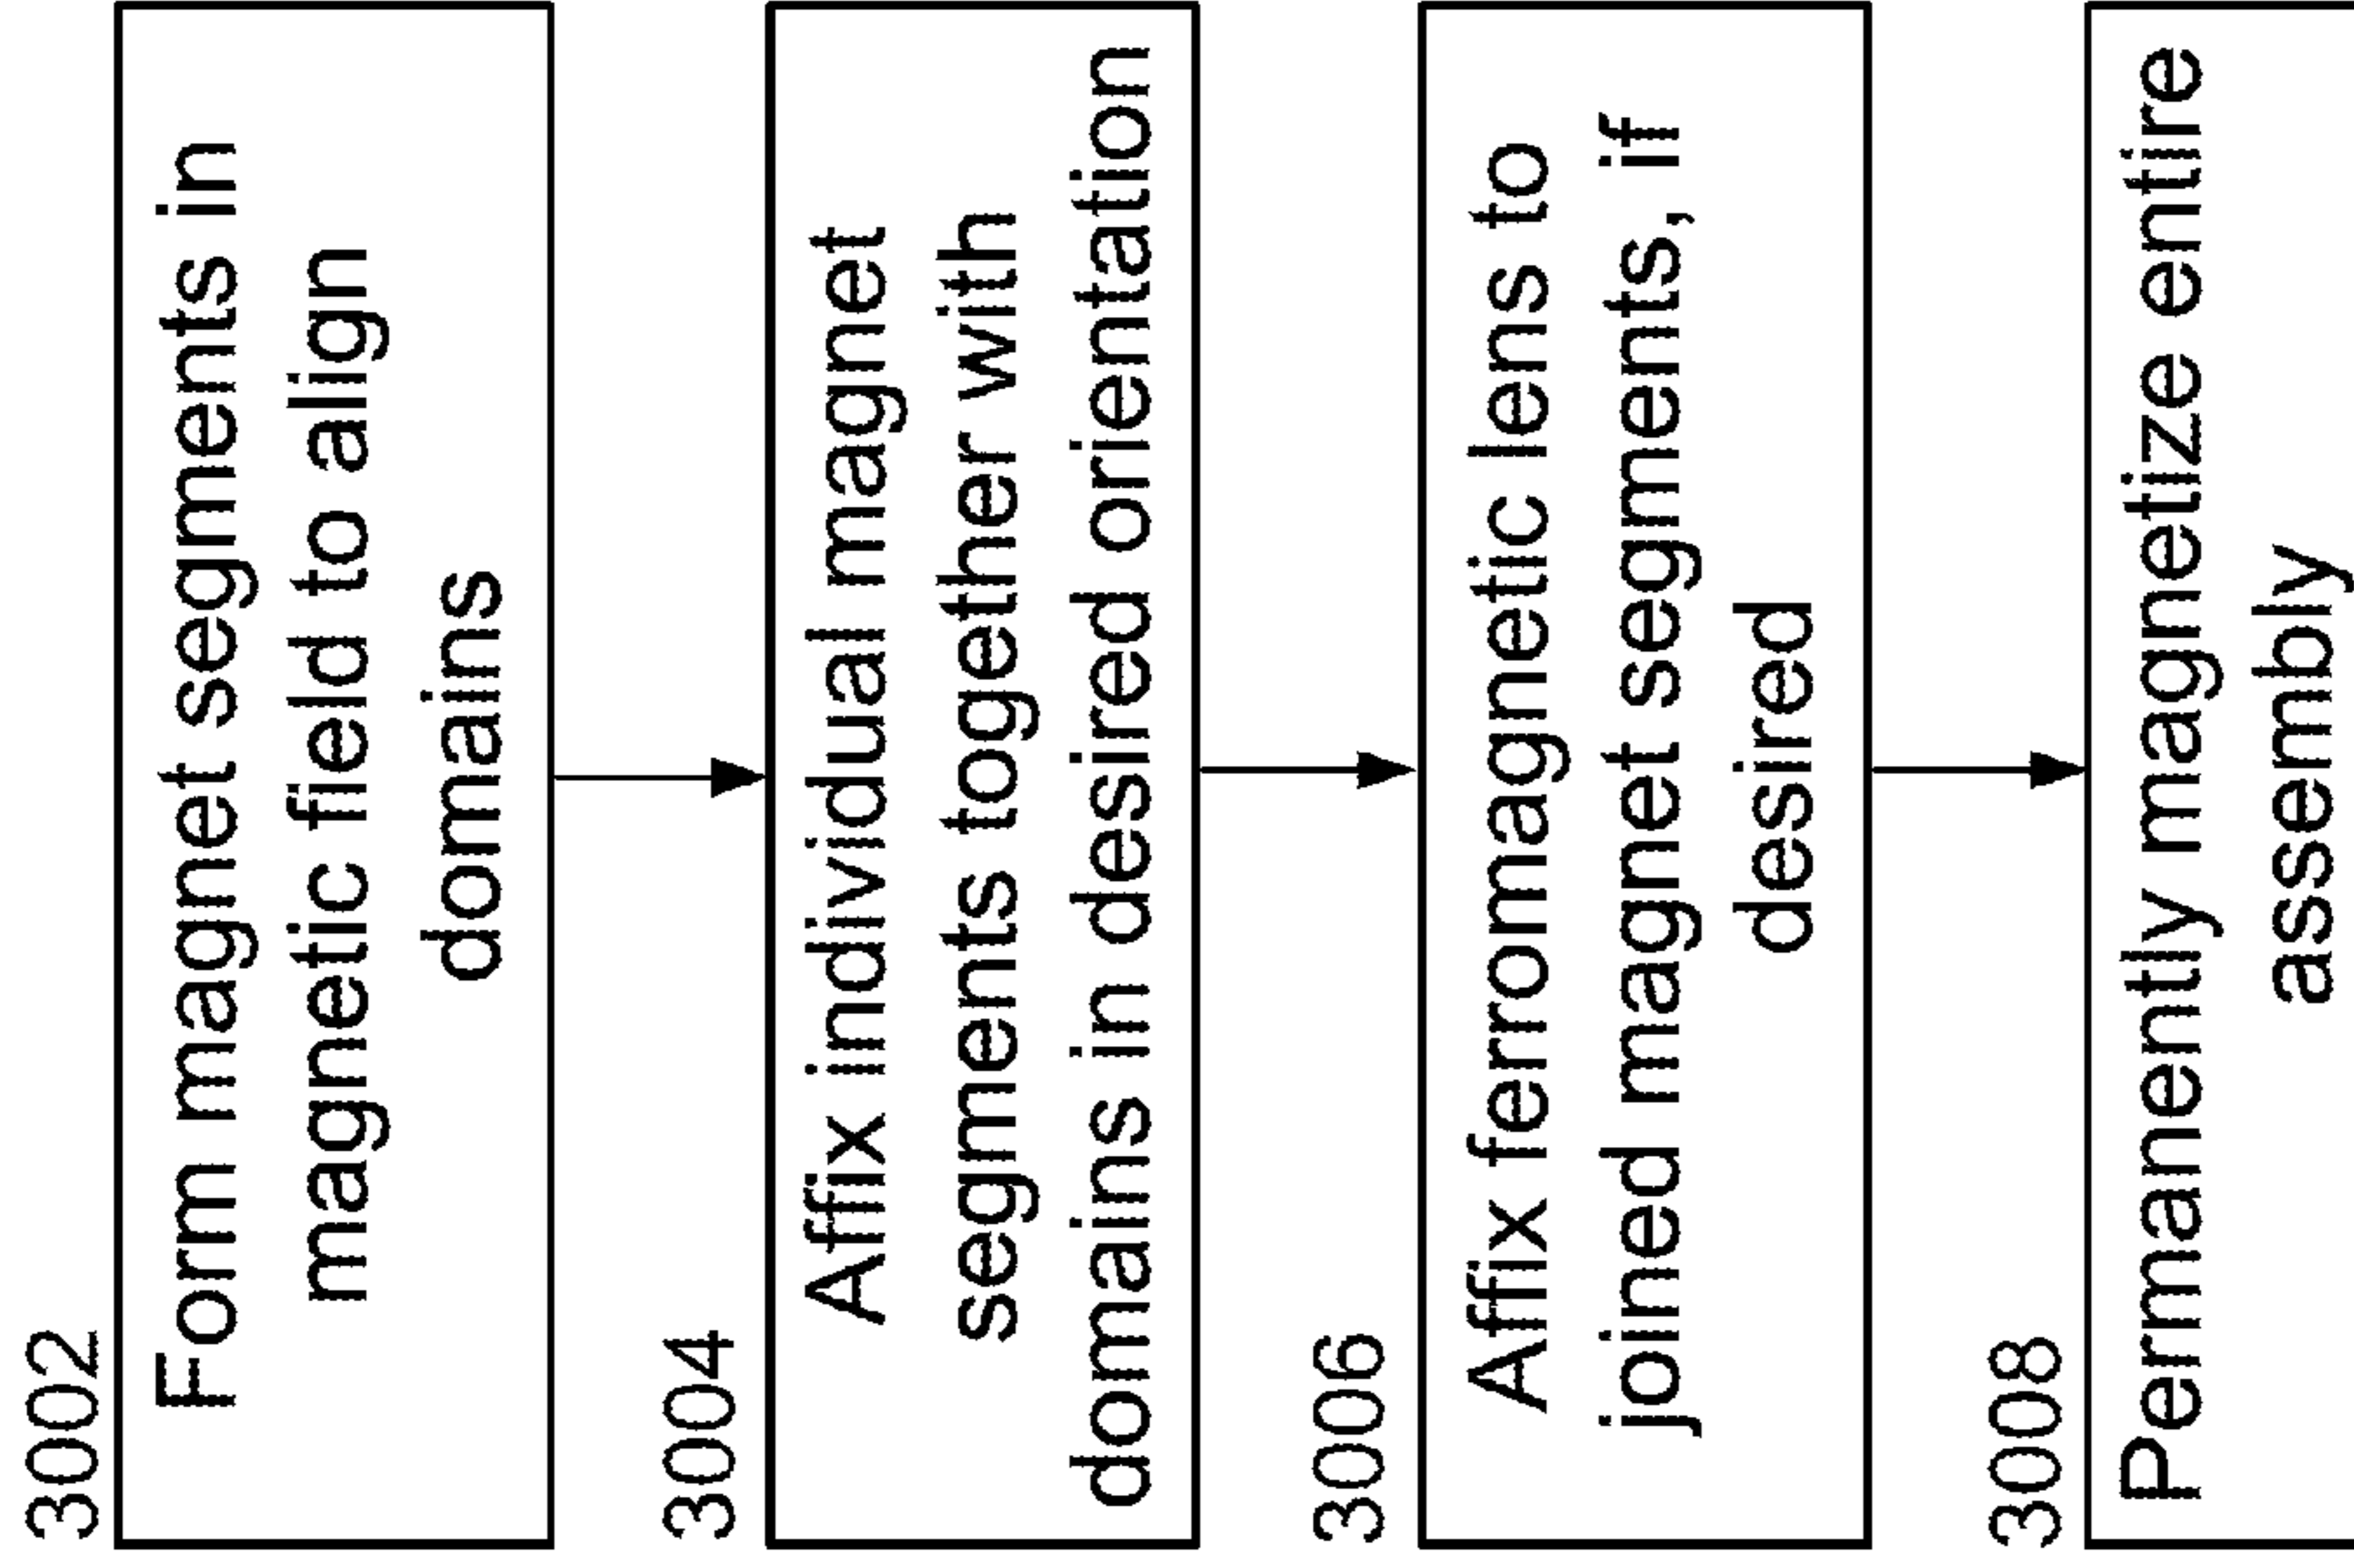 3002
Form magnet segments in
magnetic field to align
domains
3004
Affix individual magnet
segments together with
domains in desired orientation
3006
Affix ferromagnetic lens to
joined magnet segments, if
desired
3008
Permanently magnetize entire
assembly